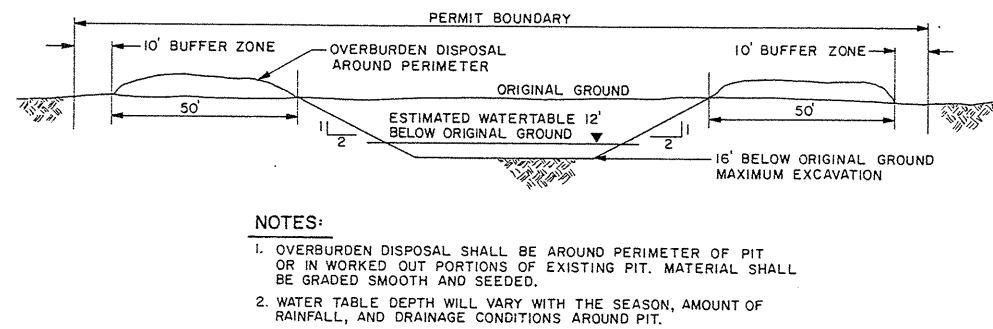 PERMIT BOUNDARY
10' BUFFER ZONE
10' BUFFER ZONE
OVERBURDEN DISPOSAL
AROUND PERIMETER
ORIGINAL GROUND
50'
50'
ESTIMATED WATERTABLE 12'
BELOW ORIGINAL GROUND
1
2
1
2
16' BELOW ORIGINAL GROUND
MAXIMUM EXCAVATION
NOTES:
1. OVERBURDEN DISPOSAL SHALL BE AROUND PERIMETER OF PIT
OR IN WORKED OUT PORTIONS OF EXISTING PIT. MATERIAL SHALL
BE GRADED SMOOTH AND SEEDED.
2. WATER TABLE DEPTH WILL VARY WITH THE SEASON, AMOUNT OF
RAINFALL, AND DRAINAGE CONDITIONS AROUND PIT.